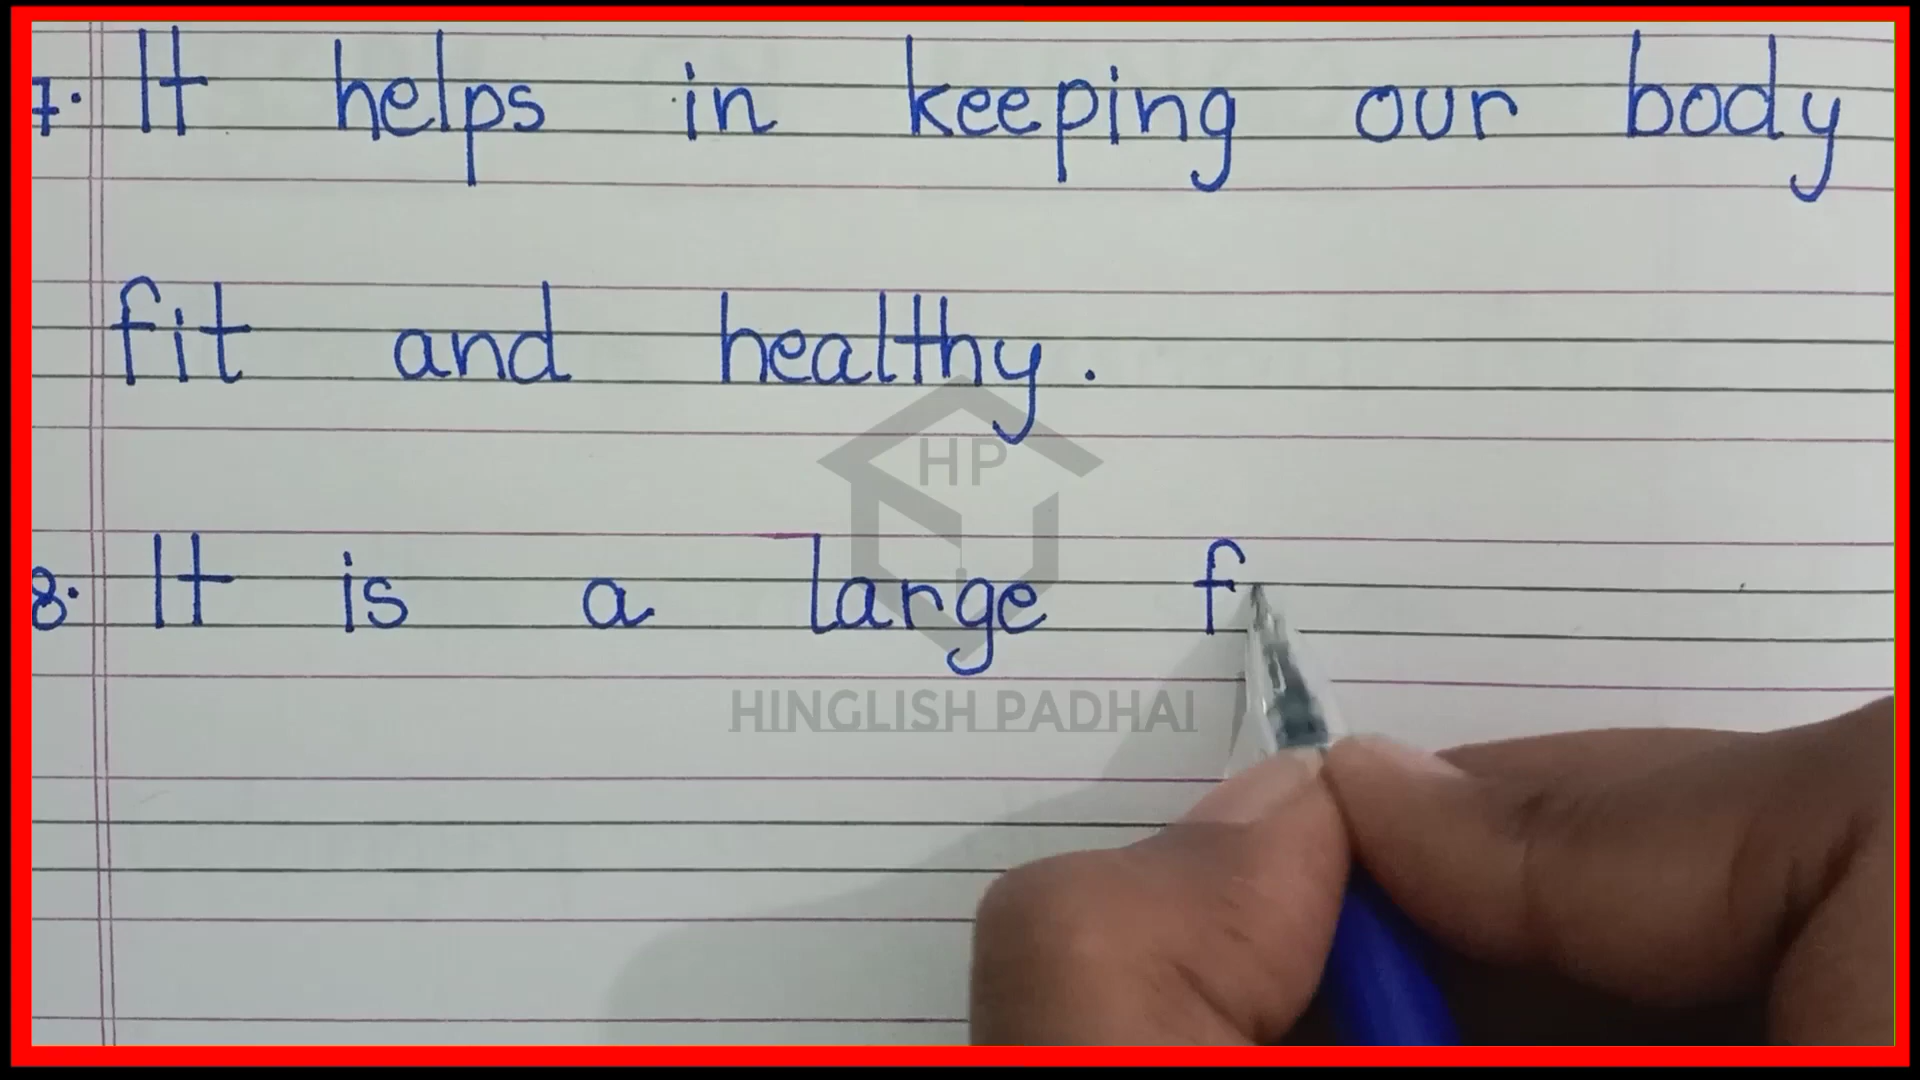 7. It helps in keeping our body
fit and healthy.
HP
8. It is a large f
HINGLISH PADHAI